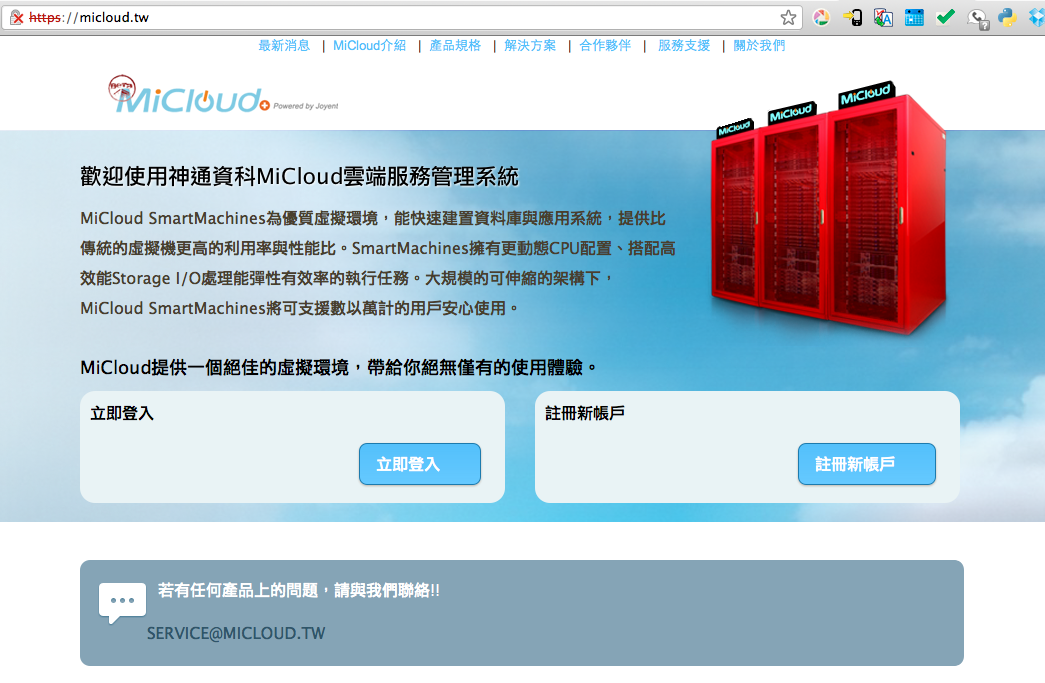 https://micloud.tw
最新消息 | MiCloud介紹 | 產品規格 | 解決方案 | 合作夥伴 | 服務支援 | 關於我們
BETA
MiCloud Powered by Joyent
MiCloud MiCloud MiCloud
歡迎使用神通資科MiCloud雲端服務管理系統
MiCloud SmartMachines為優質虛擬環境，能快速建置資料庫與應用系統，提供比
傳統的虛擬機更高的利用率與性能比。SmartMachines擁有更動態CPU配置、搭配高
效能Storage I/O處理能彈性有效率的執行任務。大規模的可伸縮的架構下，
MiCloud SmartMachines將可支援數以萬計的用戶安心使用。
MiCloud提供一個絕佳的虛擬環境，帶給你絕無僅有的使用體驗。
立即登入
立即登入
註冊新帳戶
註冊新帳戶
若有任何產品上的問題，請與我們聯絡!!
SERVICE@MICLOUD.TW